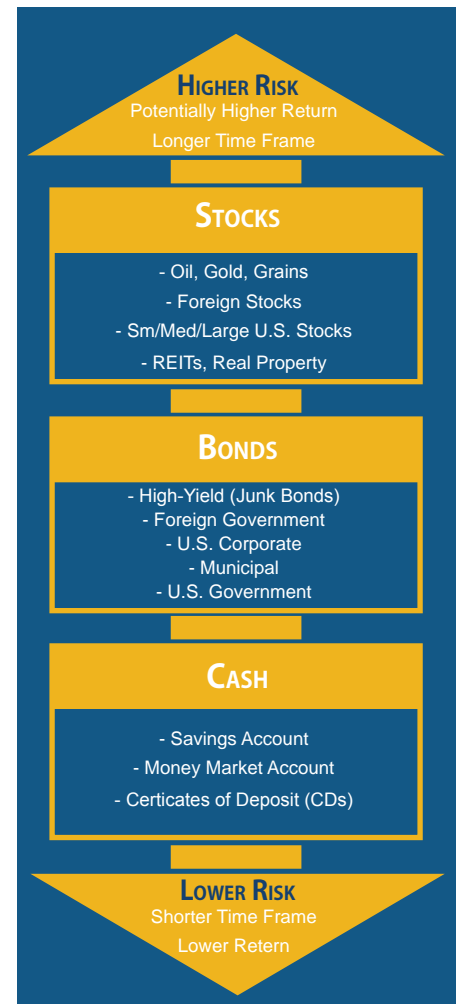 Higher Risk
Potentially Higher Return
Longer Time Frame
Stocks
- Oil, Gold, Grains
- Foreign Stocks
- Sm/Med/Large U.S. Stocks
- REITs, Real Property
Bonds
- High-Yield (Junk Bonds)
- Foreign Government
- U.S. Corporate
- Municipal
- U.S. Government
Cash
- Savings Account
- Money Market Account
- Certicates of Deposit (CDs)
Lower Risk
Shorter Time Frame
Lower Retern